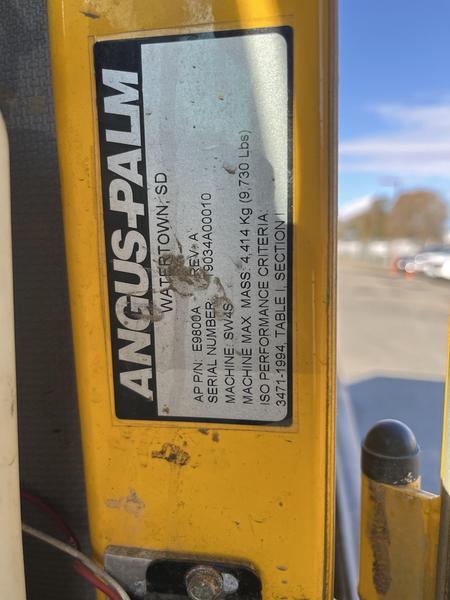 ANGUS-PALM
WATERTOWN, SD
AP P/N: E9800A REV: A
SERIAL NUMBER 9034A00010
MACHINE: SW4S
MACHINE MAX MASS: 4,414 Kg (9,730 Lbs)
ISO PERFORMANCE CRITERIA:
3471-1994, TABLE I, SECTION